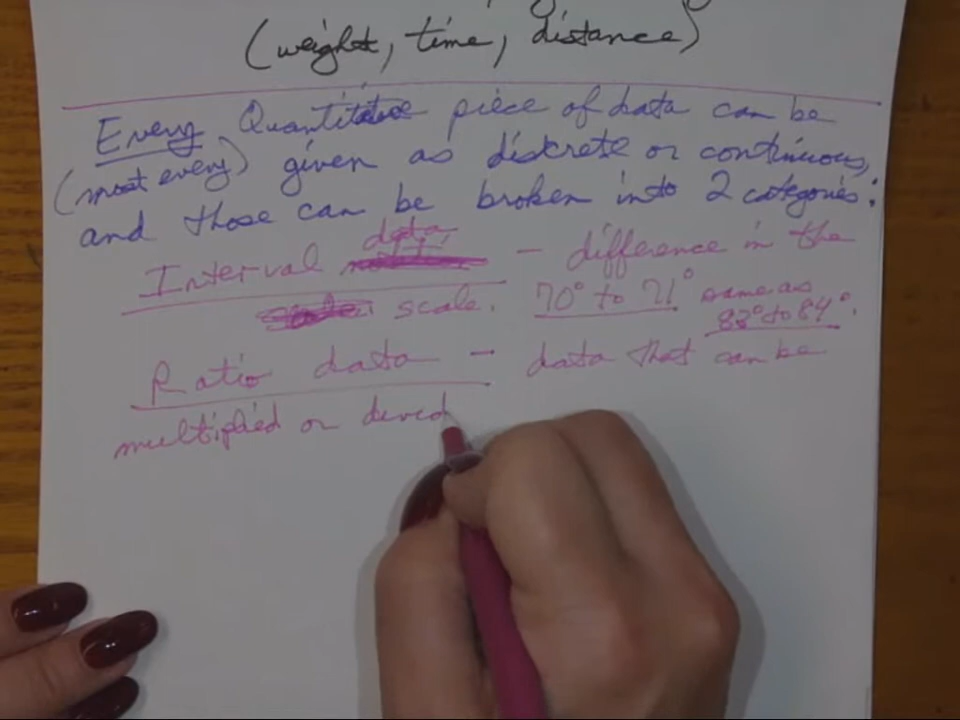 (weight, time, distance)
Every Quantitative piece of data can be
(most every) given as discrete or continuous,
and those can be broken into 2 categories:
Interval data - difference in the
scale. 70° to 71° same as
83° to 84°.
Ratio data - data that can be
multiplied or devid